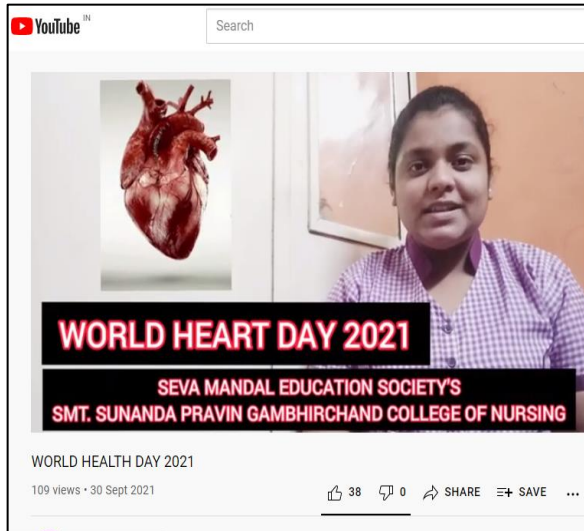 YouTube IN
Search
WORLD HEART DAY 2021
SEVA MANDAL EDUCATION SOCIETY'S
SMT. SUNANDA PRAVIN GAMBHIRCHAND COLLEGE OF NURSING
WORLD HEALTH DAY 2021
109 views • 30 Sept 2021
38 0 SHARE SAVE ...